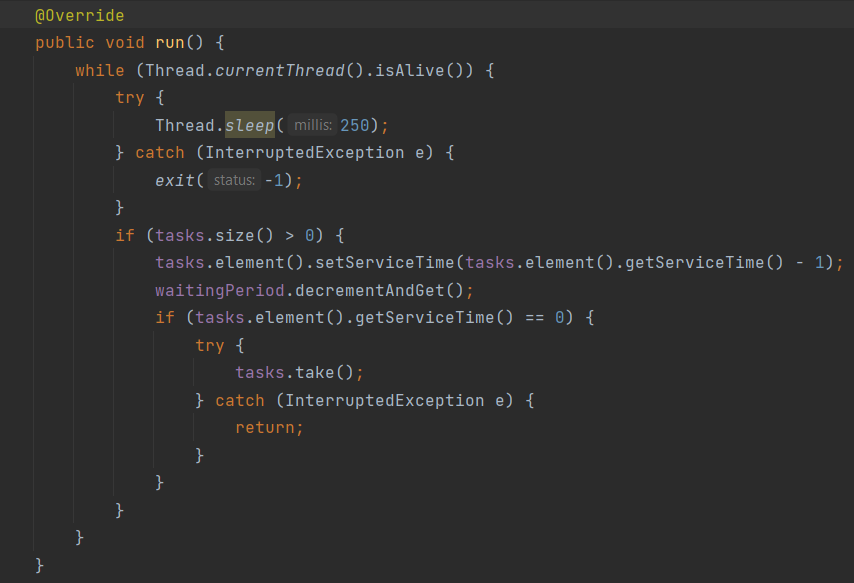 @Override
public void run() {
    while (Thread.currentThread().isAlive()) {
        try {
            Thread.sleep( millis: 250);
        } catch (InterruptedException e) {
            exit( status: -1);
        }
        if (tasks.size() > 0) {
            tasks.element().setServiceTime(tasks.element().getServiceTime() - 1);
            waitingPeriod.decrementAndGet();
            if (tasks.element().getServiceTime() == 0) {
                try {
                    tasks.take();
                } catch (InterruptedException e) {
                    return;
                }
            }
        }
    }
}